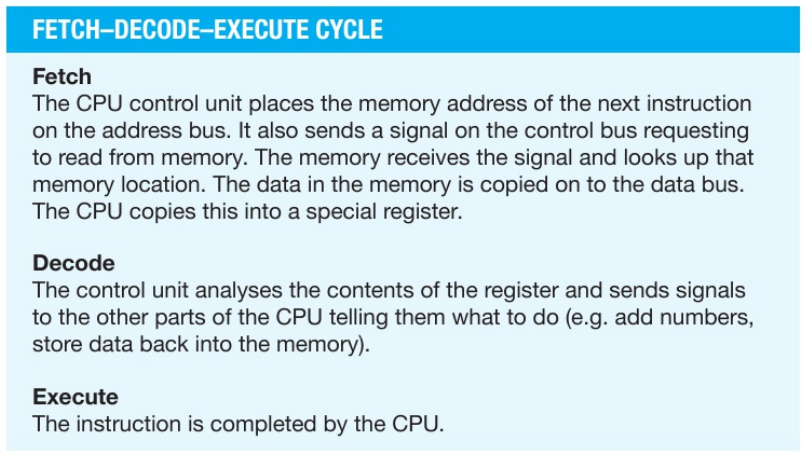 FETCH–DECODE–EXECUTE CYCLE
Fetch
The CPU control unit places the memory address of the next instruction
on the address bus. It also sends a signal on the control bus requesting
to read from memory. The memory receives the signal and looks up that
memory location. The data in the memory is copied on to the data bus.
The CPU copies this into a special register.
Decode
The control unit analyses the contents of the register and sends signals
to the other parts of the CPU telling them what to do (e.g. add numbers,
store data back into the memory).
Execute
The instruction is completed by the CPU.